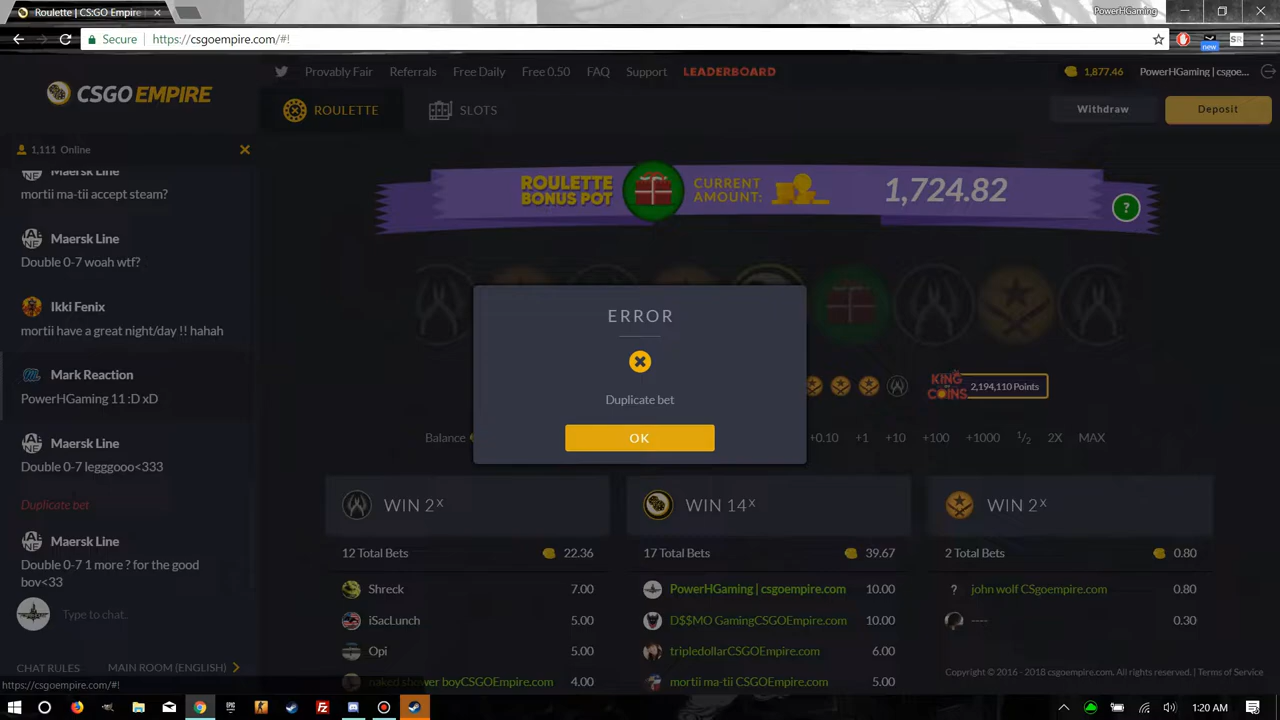 Roulette | CS:GO Empire
PowerHGaming
Secure
https://csgoempire.com/#!
new
SR
CSGOEMPIRE
Provably Fair
Referrals
Free Daily
Free 0.50
FAQ
Support
LEADERBOARD
1,877.46
PowerHGaming | csgoe...
ROULETTE
SLOTS
Withdraw
Deposit
1,111 Online
Maersk Line
mortii ma-tii accept steam?
Maersk Line
Double 0-7 woah wtf?
Ikki Fenix
mortii have a great night/day !! hahah
Mark Reaction
PowerHGaming 11 :D xD
Maersk Line
Double 0-7 legggooo<333
Duplicate bet
Maersk Line
Double 0-7 1 more ? for the good
boy<33
Type to chat.
CHAT RULES
MAIN ROOM (ENGLISH)
https://csgoempire.com/#!
ROULETTE
BONUS POT
CURRENT
AMOUNT:
1,724.82
?
ERROR
Duplicate bet
OK
KING
OF
COINS
2,194,110 Points
Balance
+0.10
+1
+10
+100
+1000
1/2
2X
MAX
WIN 2X
12 Total Bets
22.36
Shreck
7.00
iSacLunch
5.00
Opi
5.00
naked shower boyCSGOEmpire.com
4.00
WIN 14X
17 Total Bets
39.67
PowerHGaming | csgoempire.com
10.00
D$$MO GamingCSGOEmpire.com
10.00
tripledollarCSGOEmpire.com
6.00
mortii ma-tii CSGOEmpire.com
5.00
WIN 2X
2 Total Bets
0.80
? john wolf CSgoempire.com
0.80
----
0.30
Copyright © 2016 - 2018 csgoempire.com. All rights reserved. | Terms of Service
1:20 AM